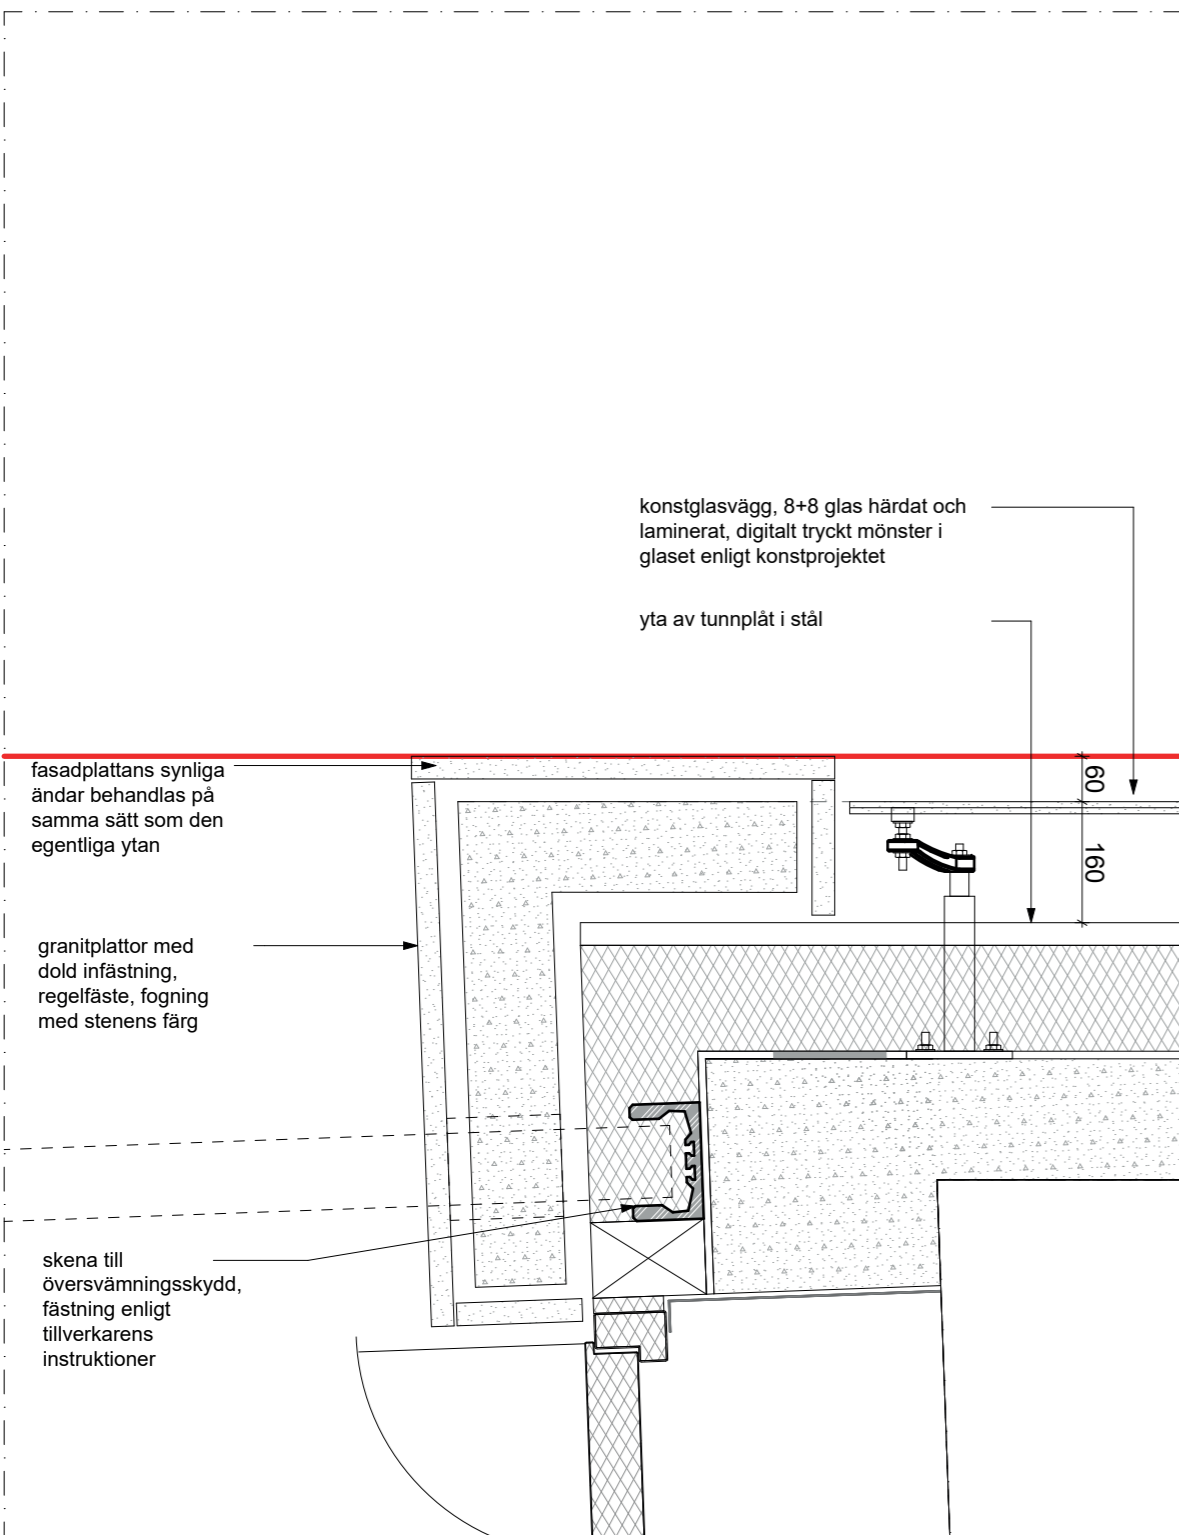 konstglasvägg, 8+8 glas härdat och
laminerat, digitalt tryckt mönster i
glaset enligt konstprojektet
yta av tunnplåt i stål
fasadplattans synliga
ändar behandlas på
samma sätt som den
egentliga ytan
60
160
granitplattor med
dold infästning,
regelfäste, fogning
med stenens färg
skena till
översvämningsskydd,
fästning enligt
tillverkarens
instruktioner